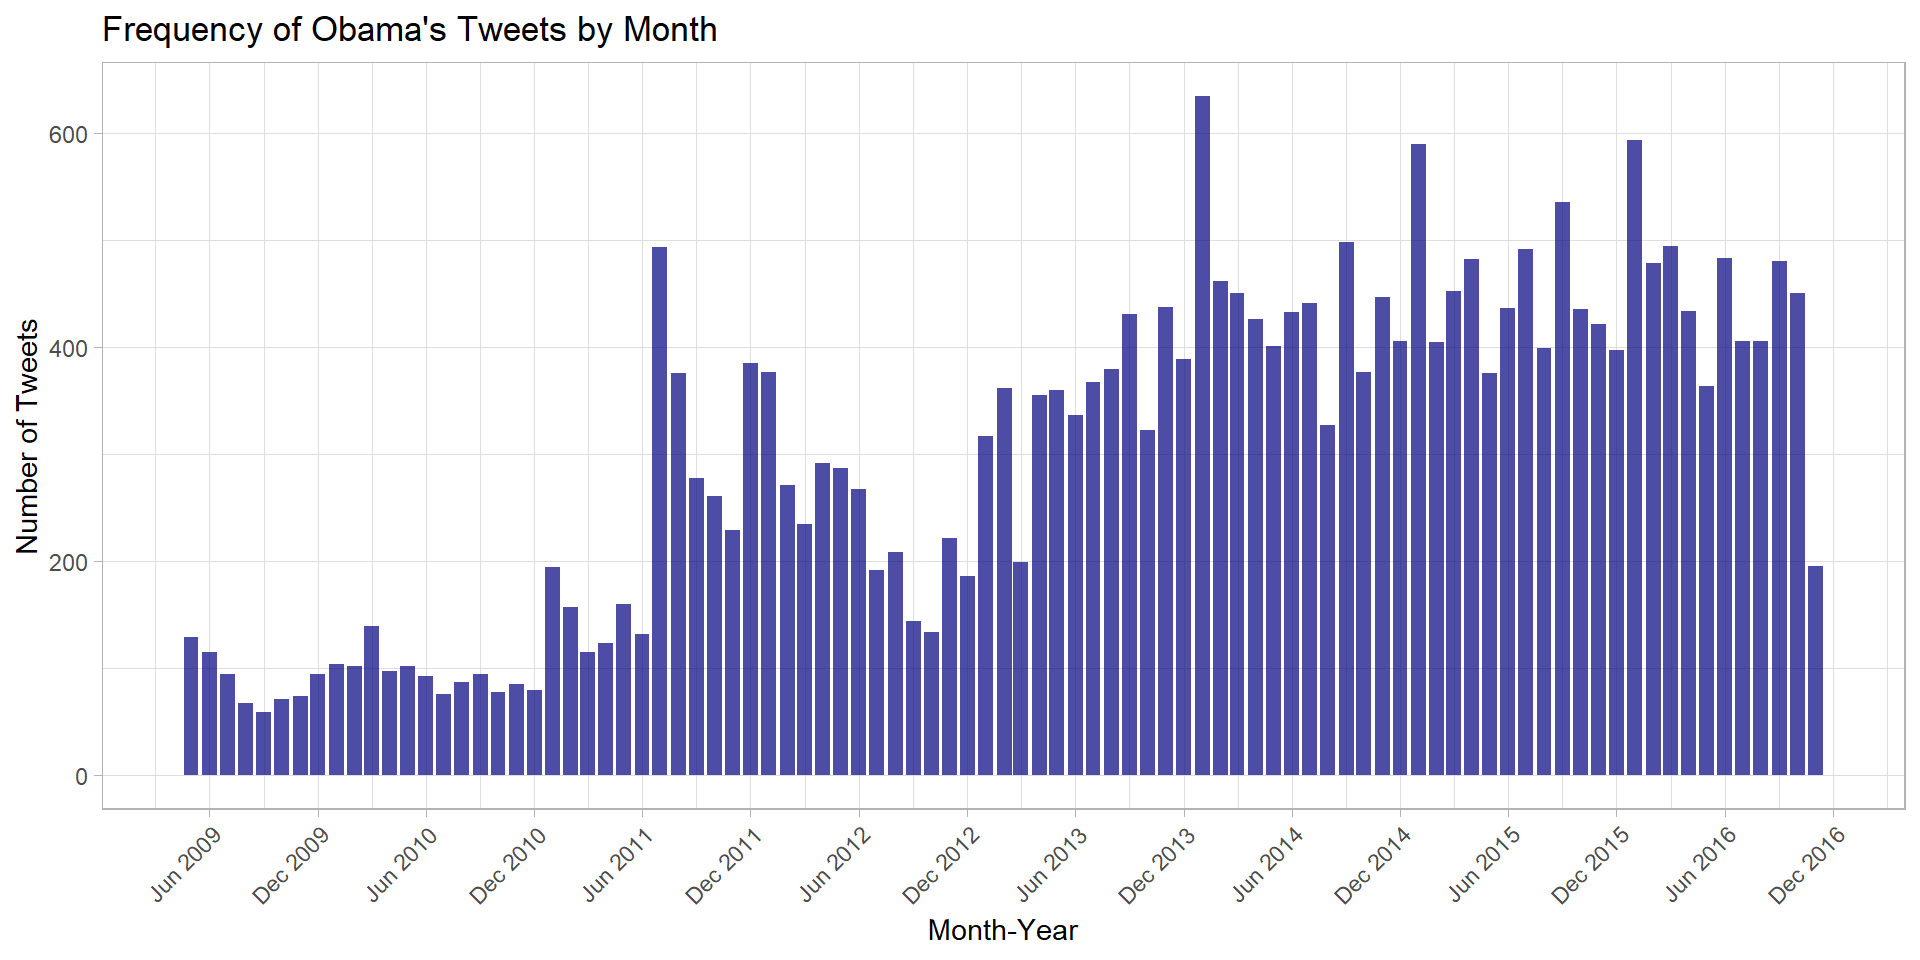 Frequency of Obama's Tweets by Month
Number of Tweets
600
400
200
0
Jun 2009
Dec 2009
Jun 2010
Dec 2010
Jun 2011
Dec 2011
Jun 2012
Dec 2012
Jun 2013
Dec 2013
Jun 2014
Dec 2014
Jun 2015
Dec 2015
Jun 2016
Dec 2016
Month-Year